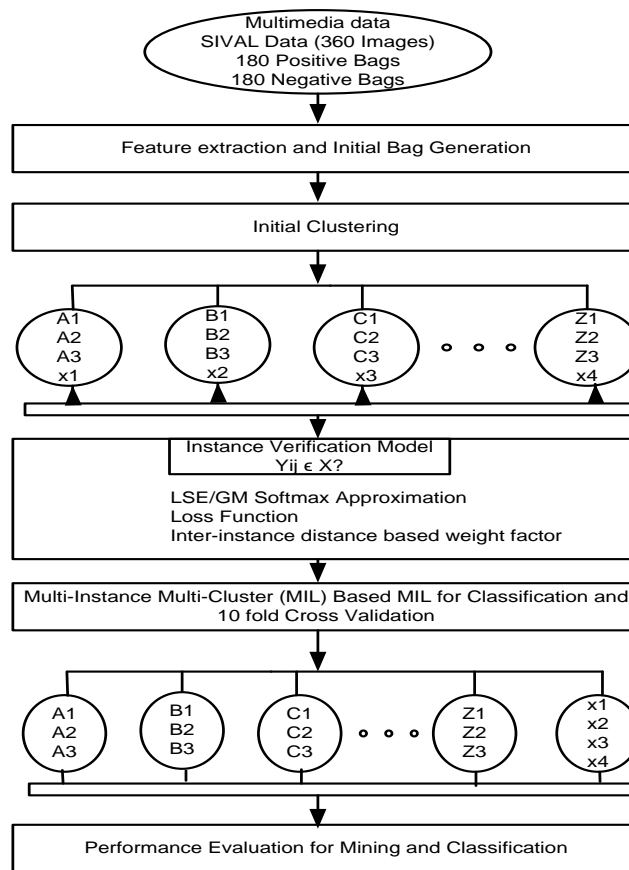 Multimedia data
SIVAL Data (360 Images)
180 Positive Bags
180 Negative Bags
Feature extraction and Initial Bag Generation
Initial Clustering
A1
A2
A3
x1
B1
B2
B3
x2
C1
C2
C3
x3
Z1
Z2
Z3
x4
Instance Verification Model
Yij ϵ X?
LSE/GM Softmax Approximation
Loss Function
Inter-instance distance based weight factor
Multi-Instance Multi-Cluster (MIL) Based MIL for Classification and
10 fold Cross Validation
A1
A2
A3
B1
B2
B3
C1
C2
C3
Z1
Z2
Z3
x1
x2
x3
x4
Performance Evaluation for Mining and Classification